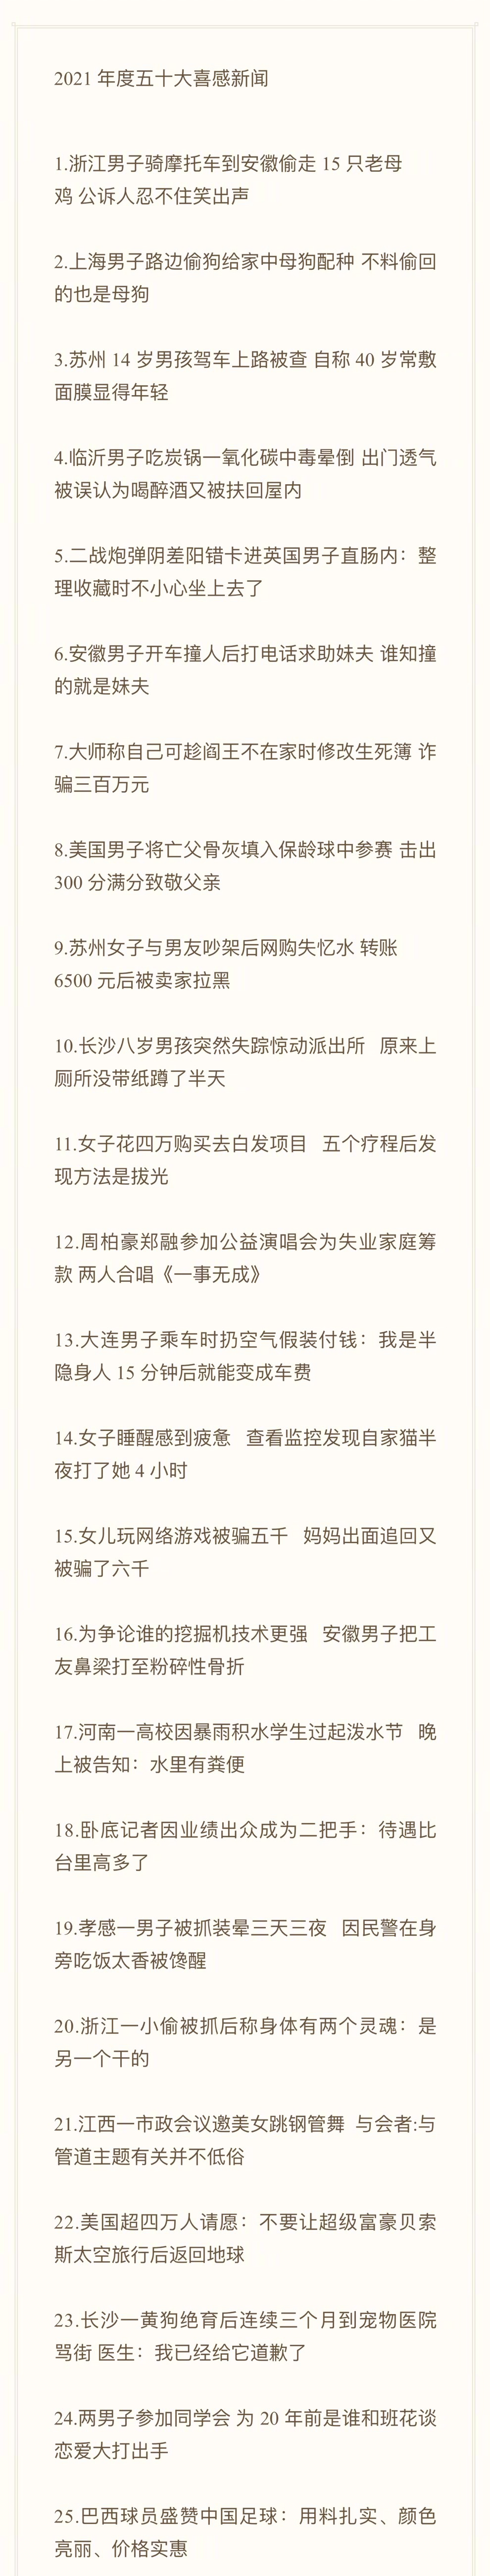 2021 年度五十大喜感新闻
1.浙江男子骑摩托车到安徽偷走 15 只老母
鸡 公诉人忍不住笑出声
2.上海男子路边偷狗给家中母狗配种 不料偷回
的也是母狗
3.苏州 14 岁男孩驾车上路被查 自称 40 岁常敷
面膜显得年轻
4.临沂男子吃炭锅一氧化碳中毒晕倒 出门透气
被误认为喝醉酒又被扶回屋内
5.二战炮弹阴差阳错卡进英国男子直肠内：整
理收藏时不小心坐上去了
6.安徽男子开车撞人后打电话求助妹夫 谁知撞
的就是妹夫
7.大师称自己可趁阎王不在家时修改生死簿 诈
骗三百万元
8.美国男子将亡父骨灰填入保龄球中参赛 击出
300 分满分致敬父亲
9.苏州女子与男友吵架后网购失忆水 转账
6500 元后被卖家拉黑
10.长沙八岁男孩突然失踪惊动派出所 原来上
厕所没带纸蹲了半天
11.女子花四万购买去白发项目 五个疗程后发
现方法是拔光
12.周柏豪郑融参加公益演唱会为失业家庭筹
款 两人合唱《一事无成》
13.大连男子乘车时扔空气假装付钱：我是半
隐身人 15 分钟后就能变成车费
14.女子睡醒感到疲惫 查看监控发现自家猫半
夜打了她 4 小时
15.女儿玩网络游戏被骗五千 妈妈出面追回又
被骗了六千
16.为争论谁的挖掘机技术更强 安徽男子把工
友鼻梁打至粉碎性骨折
17.河南一高校因暴雨积水学生过起泼水节 晚
上被告知：水里有粪便
18.卧底记者因业绩出众成为二把手：待遇比
台里高多了
19.孝感一男子被抓装晕三天三夜 因民警在身
旁吃饭太香被馋醒
20.浙江一小偷被抓后称身体有两个灵魂：是
另一个干的
21.江西一市政会议邀美女跳钢管舞 与会者:与
管道主题有关并不低俗
22.美国超四万人请愿：不要让超级富豪贝索
斯太空旅行后返回地球
23.长沙一黄狗绝育后连续三个月到宠物医院
骂街 医生：我已经给它道歉了
24.两男子参加同学会 为 20 年前是谁和班花谈
恋爱大打出手
25.巴西球员盛赞中国足球：用料扎实、颜色
亮丽、价格实惠